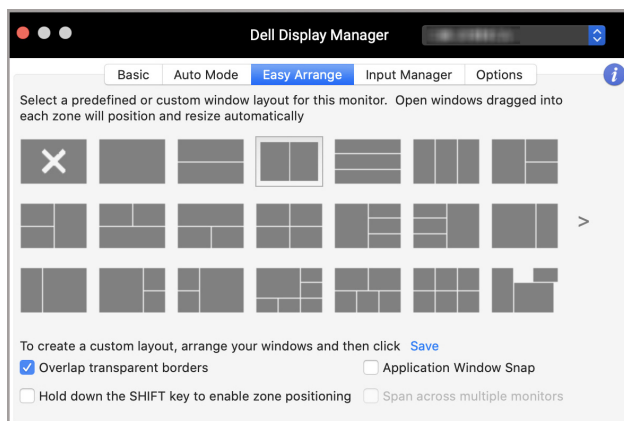 Dell Display Manager
Basic Auto Mode Easy Arrange Input Manager Options i
Select a predefined or custom window layout for this monitor. Open windows dragged into
each zone will position and resize automatically
>
To create a custom layout, arrange your windows and then click Save
Overlap transparent borders Application Window Snap
Hold down the SHIFT key to enable zone positioning Span across multiple monitors